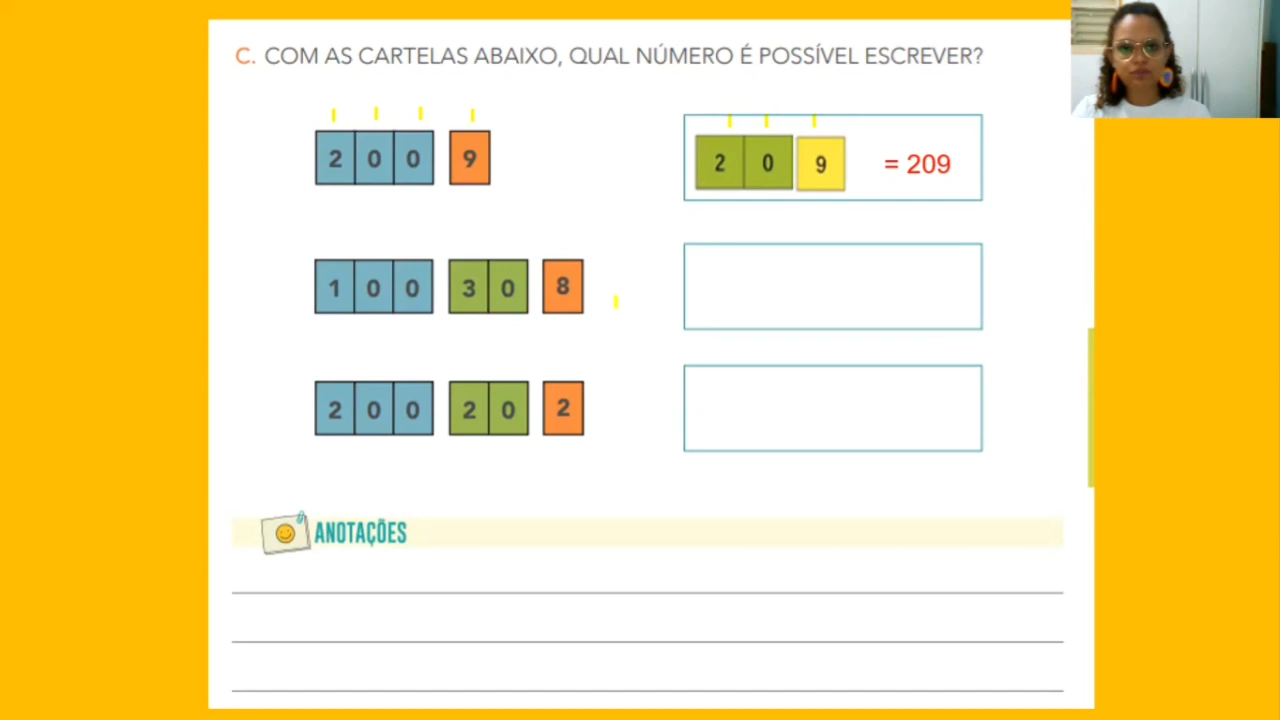 C. COM AS CARTELAS ABAIXO, QUAL NÚMERO É POSSÍVEL ESCREVER?
2 0 0 9 2 0 9 = 209
1 0 0 3 0 8
2 0 0 2 0 2
ANOTAÇÕES